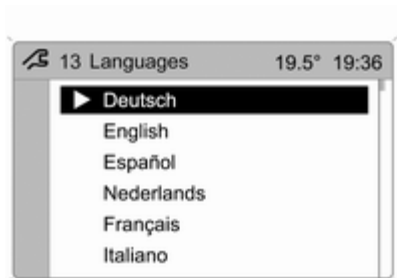 13 Languages 19.5° 19:36
Deutsch
English
Español
Nederlands
Français
Italiano